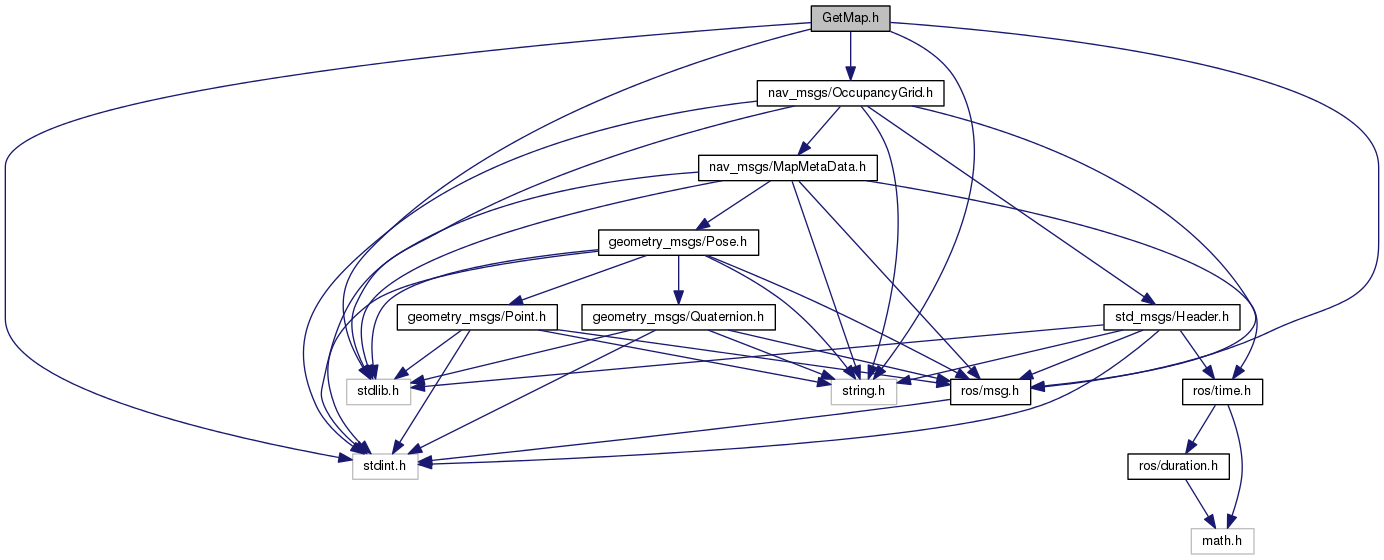 GetMap.h
nav_msgs/OccupancyGrid.h
nav_msgs/MapMetaData.h
geometry_msgs/Pose.h
geometry_msgs/Point.h
geometry_msgs/Quaternion.h
std_msgs/Header.h
stdlib.h
string.h
ros/msg.h
ros/time.h
stdint.h
ros/duration.h
math.h